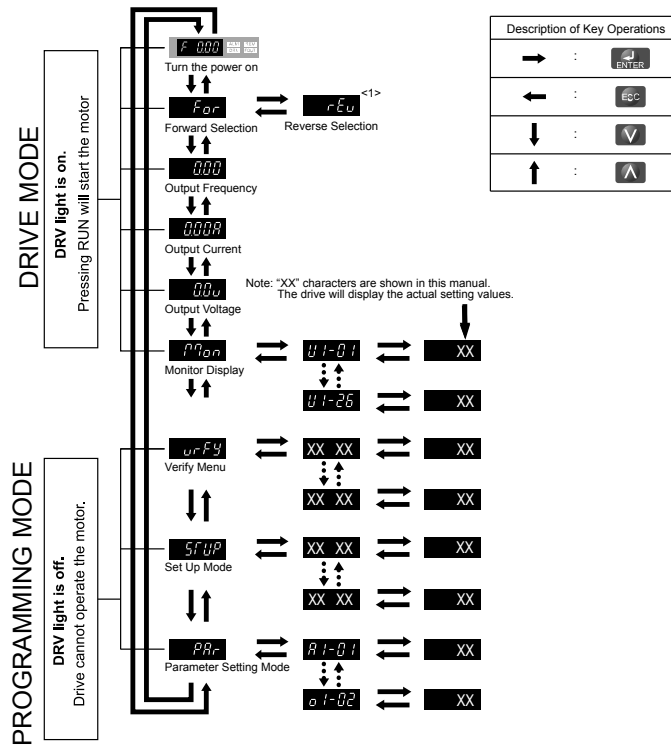 DRIVE MODE
DRV light is on.
Pressing RUN will start the motor
F 0.00
Turn the power on
For
Forward Selection
rEv
<1>
Reverse Selection
0.00
Output Frequency
0.00A
Output Current
0.0v
Output Voltage
Note: “XX” characters are shown in this manual.
The drive will display the actual setting values.
Mon
Monitor Display
U1-01
XX
U1-26
XX
PROGRAMMING MODE
DRV light is off.
Drive cannot operate the motor.
vrFy
Verify Menu
XX XX
XX
XX XX
XX
STUP
Set Up Mode
XX XX
XX
XX XX
XX
PAr
Parameter Setting Mode
A1-01
XX
o1-02
XX
Description of Key Operations
: ENTER
: ESC
:
: